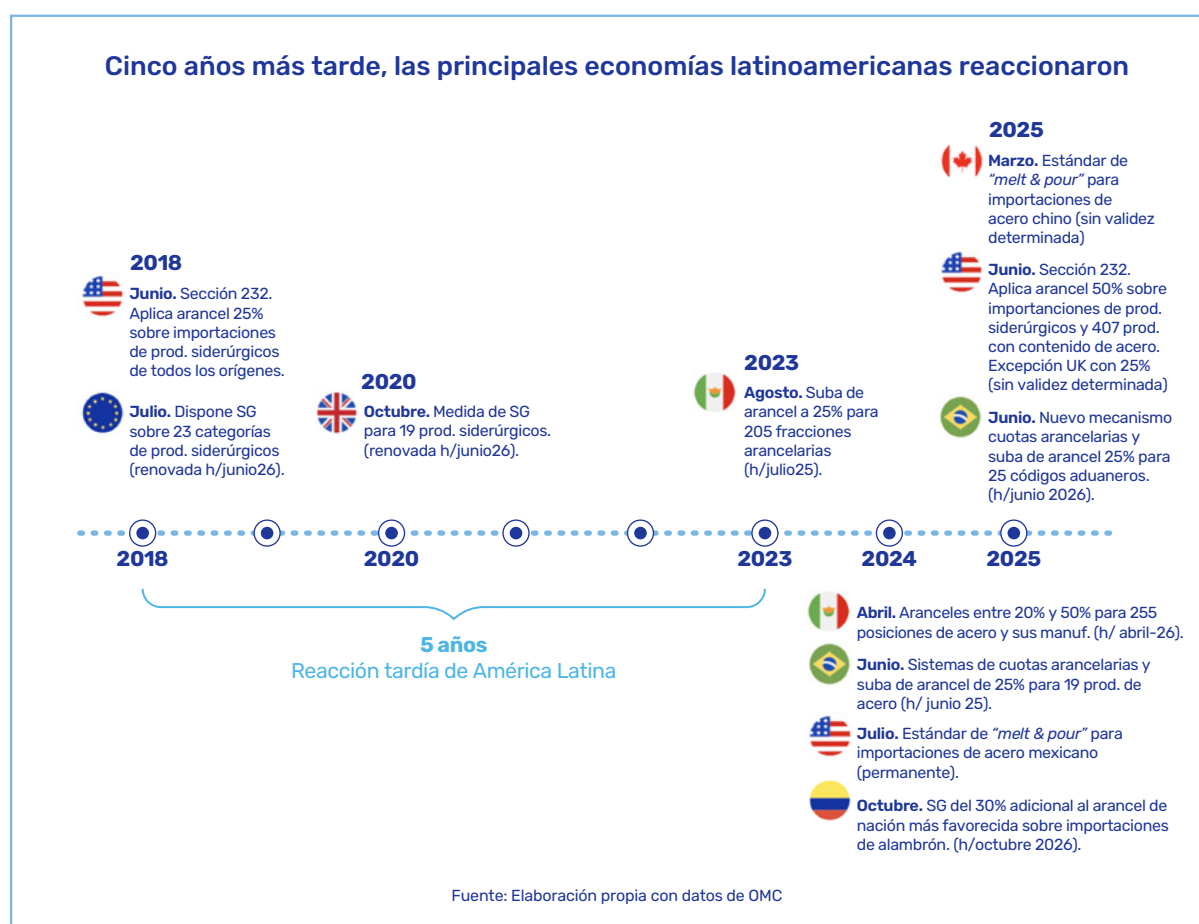 Cinco años más tarde, las principales economías latinoamericanas reaccionaron
2018
Junio. Sección 232.
Aplica arancel 25%
sobre importaciones
de prod. siderúrgicos
de todos los orígenes.
Julio. Dispone SG
sobre 23 categorías
de prod. siderúrgicos
(renovada h/junio26).
2020
Octubre. Medida de SG
para 19 prod. siderúrgicos.
(renovada h/junio26).
2023
Agosto. Suba de
arancel a 25% para
205 fracciones
arancelarias
(h/julio25).
2025
Marzo. Estándar de
“melt & pour” para
importaciones de
acero chino (sin validez
determinada)
Junio. Sección 232.
Aplica arancel 50% sobre
importanciones de prod.
siderúrgicos y 407 prod.
con contenido de acero.
Excepción UK con 25%
(sin validez determinada)
Junio. Nuevo mecanismo
cuotas arancelarias y
suba de arancel 25% para
25 códigos aduaneros.
(h/junio 2026).
2018
2020
2023
2024
2025
5 años
Reacción tardía de América Latina
Abril. Aranceles entre 20% y 50% para 255
posiciones de acero y sus manuf. (h/ abril-26).
Junio. Sistemas de cuotas arancelarias y
suba de arancel de 25% para 19 prod. de
acero (h/ junio 25).
Julio. Estándar de “melt & pour” para
importaciones de acero mexicano
(permanente).
Octubre. SG del 30% adicional al arancel de
nación más favorecida sobre importaciones
de alambrón. (h/octubre 2026).
Fuente: Elaboración propia con datos de OMC